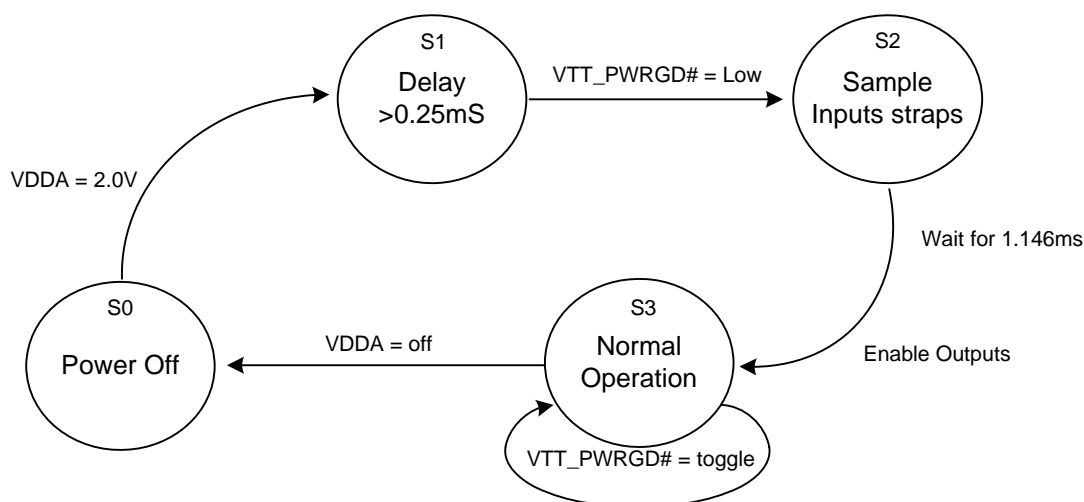 S1
Delay
>0.25mS
VTT_PWRGD# = Low
S2
Sample
Inputs straps
VDDA = 2.0V
Wait for 1.146ms
S0
Power Off
VDDA = off
S3
Normal
Operation
Enable Outputs
VTT_PWRGD# = toggle